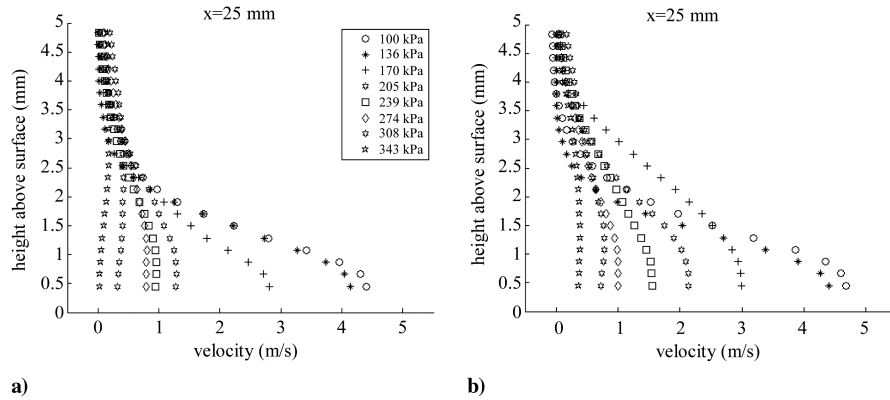 x=25 mm
5
4.5
4
3.5
3
2.5
2
1.5
1
0.5
0
height above surface (mm)
0 1 2 3 4 5
velocity (m/s)
100 kPa
136 kPa
170 kPa
205 kPa
239 kPa
274 kPa
308 kPa
343 kPa
a)
x=25 mm
5
4.5
4
3.5
3
2.5
2
1.5
1
0.5
0
height above surface (mm)
0 1 2 3 4 5
velocity (m/s)
b)